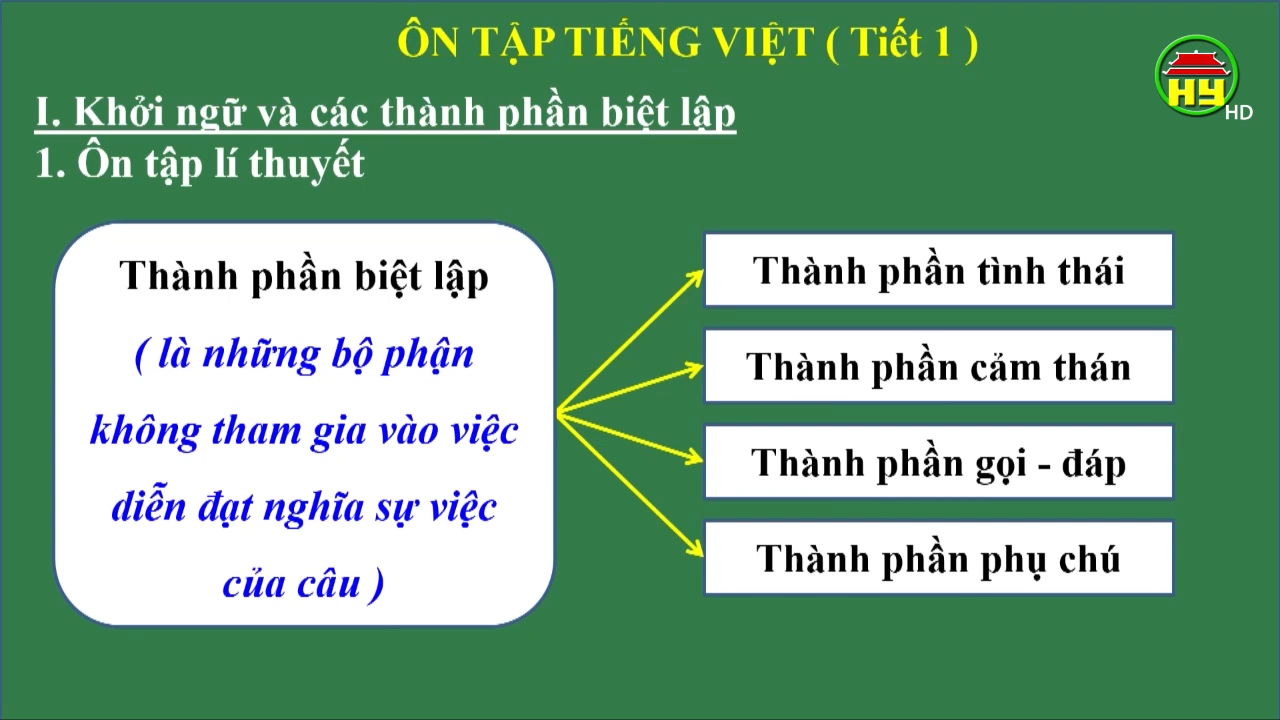 ÔN TẬP TIẾNG VIỆT ( Tiết 1 )
HY
HD
I. Khởi ngữ và các thành phần biệt lập
1. Ôn tập lí thuyết
Thành phần biệt lập
( là những bộ phận
không tham gia vào việc
diễn đạt nghĩa sự việc
của câu )
Thành phần tình thái
Thành phần cảm thán
Thành phần gọi - đáp
Thành phần phụ chú